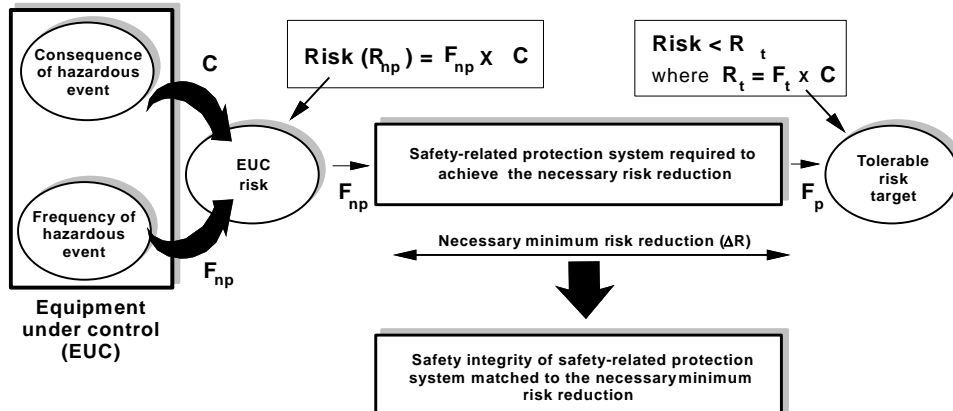 Consequence
of hazardous
event
C
Risk (R_np) = F_np x C
Risk < R_t
where R_t = F_t x C
EUC
risk
F_np
Safety-related protection system required to
achieve the necessary risk reduction
F_p
Tolerable
risk
target
Frequency of
hazardous
event
F_np
Necessary minimum risk reduction (ΔR)
Equipment
under control
(EUC)
Safety integrity of safety-related protection
system matched to the necessary minimum
risk reduction